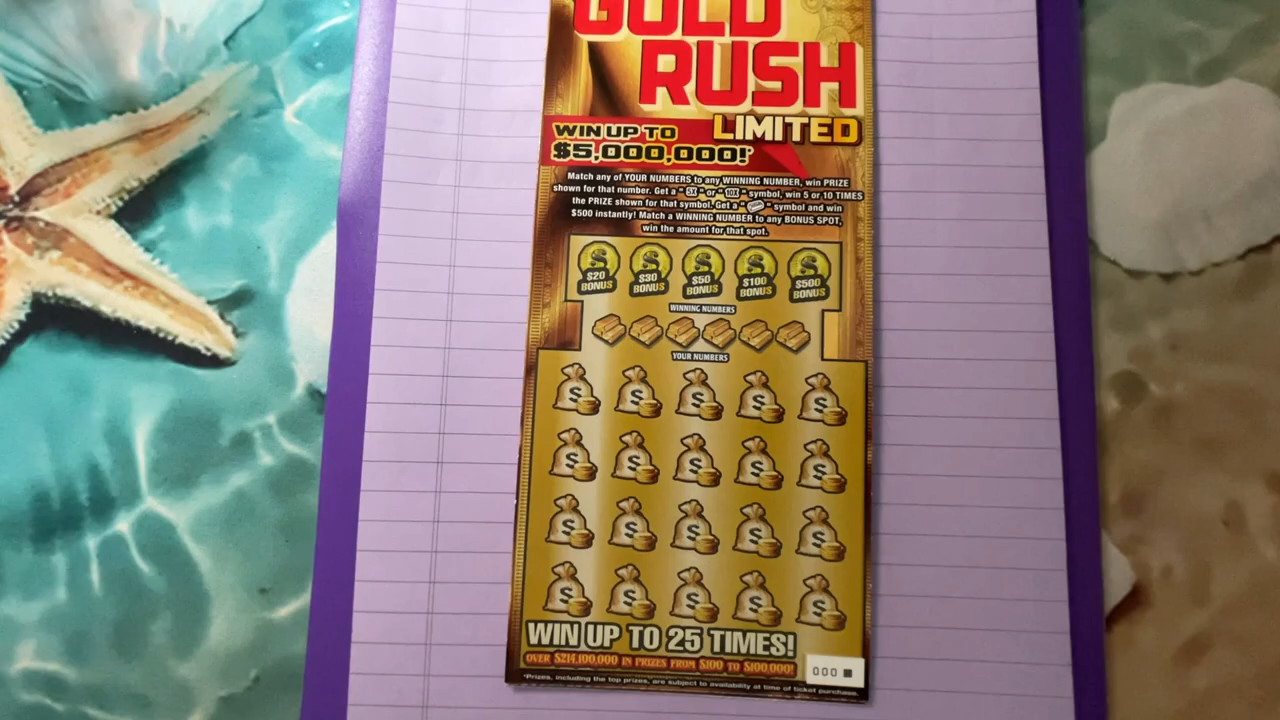 GOLD
RUSH
LIMITED
WIN UP TO
$5,000,000!*
Match any of YOUR NUMBERS to any WINNING NUMBER, win PRIZE
shown for that number. Get a "5X" or "10X" symbol, win 5 or 10 TIMES
the PRIZE shown for that symbol. Get a " " symbol and win
$500 instantly! Match a WINNING NUMBER to any BONUS SPOT,
win the amount for that spot.
$20 $30 $50 $100 $500
BONUS BONUS BONUS BONUS BONUS
WINNING NUMBERS
YOUR NUMBERS
$ $ $ $ $
$ $ $ $ $
$ $ $ $ $
$ $ $ $ $
WIN UP TO 25 TIMES!
OVER $214,100,000 IN PRIZES FROM $100 TO $100,000!
000
*Prizes, including the top prizes, are subject to availability at time of ticket purchase.